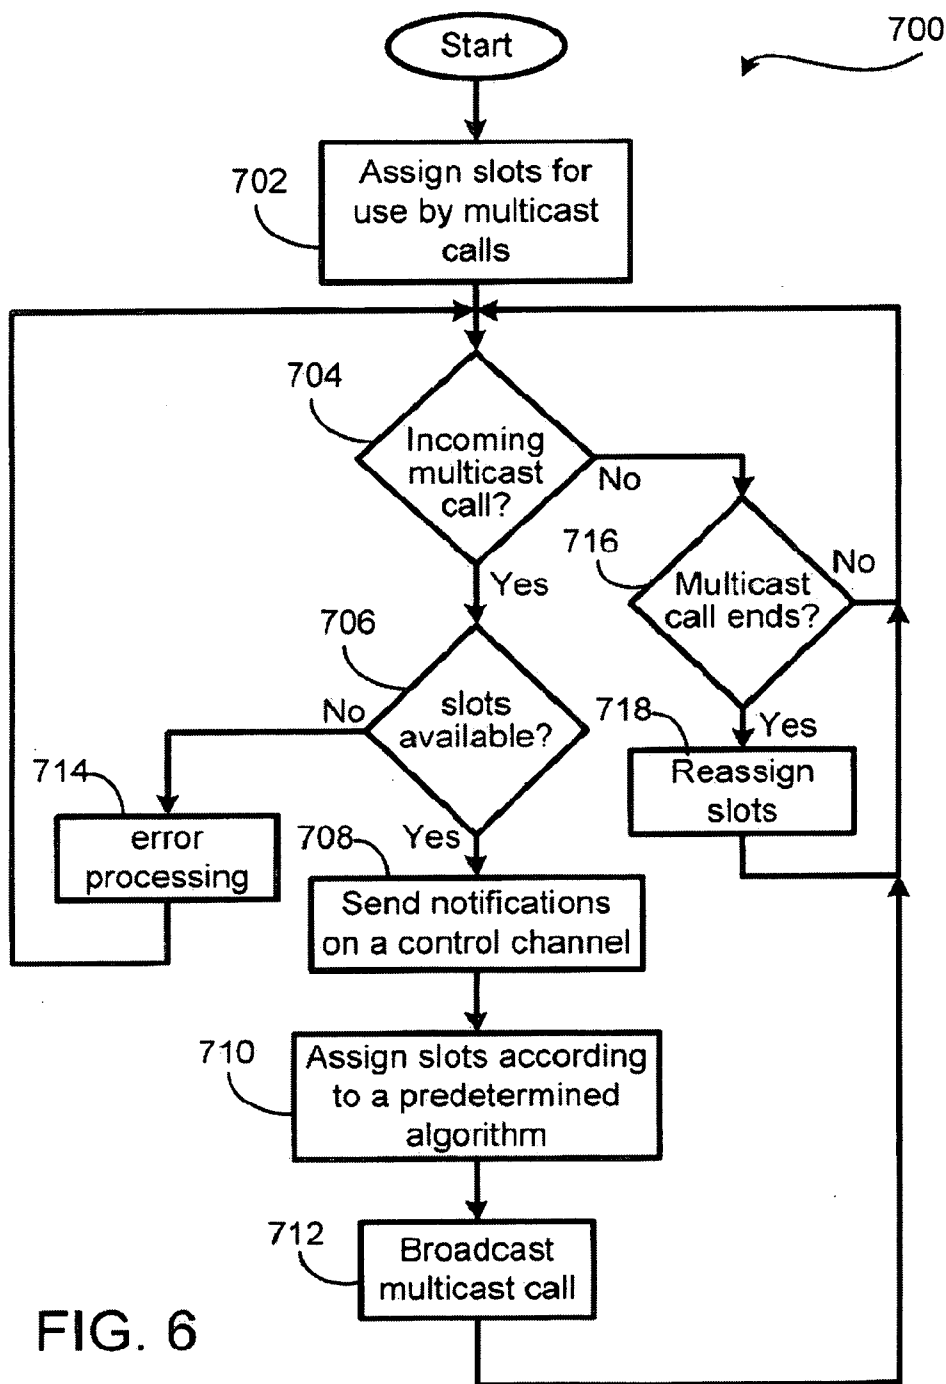 700
Start
702
Assign slots for
use by multicast
calls
704
Incoming
multicast
call?
No
Yes
716
Multicast
call ends?
No
Yes
706
slots
available?
No
Yes
718
Reassign
slots
714
error
processing
708
Send notifications
on a control channel
710
Assign slots according
to a predetermined
algorithm
712
Broadcast
multicast call
FIG. 6